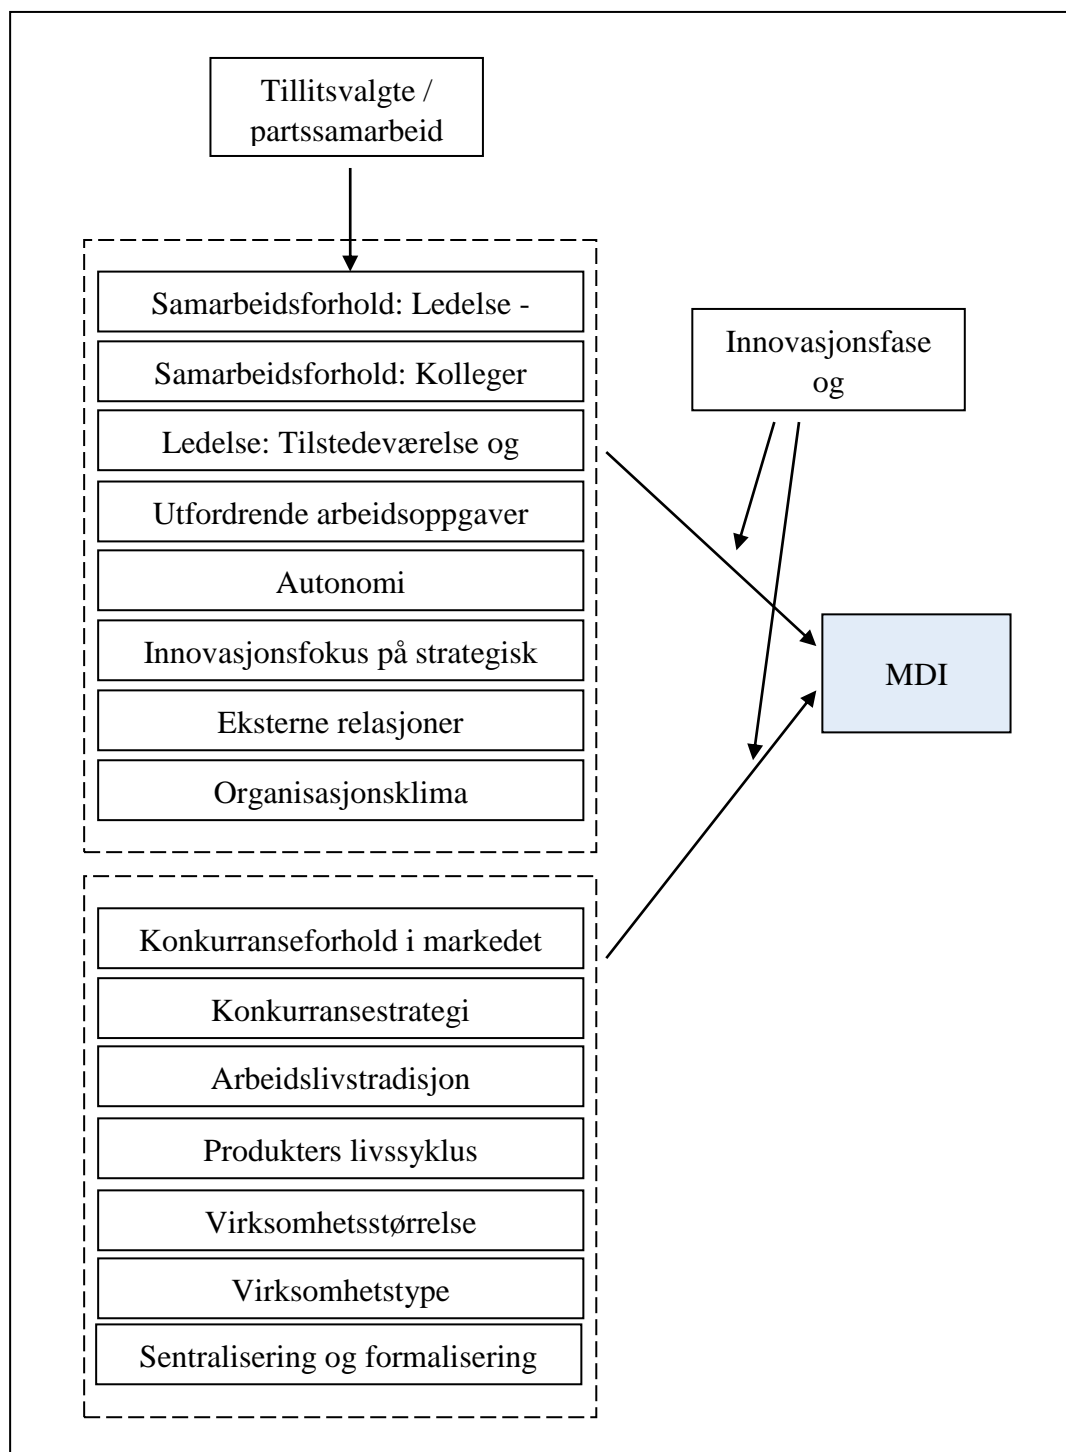 Tillitsvalgte /
partssamarbeid
Samarbeidsforhold: Ledelse -
Samarbeidsforhold: Kolleger
Ledelse: Tilstedeværelse og
Utfordrende arbeidsoppgaver
Autonomi
Innovasjonsfokus på strategisk
Eksterne relasjoner
Organisasjonsklima
Innovasjonsfase
og
MDI
Konkurranseforhold i markedet
Konkurransestrategi
Arbeidslivstradisjon
Produkters livssyklus
Virksomhetsstørrelse
Virksomhetstype
Sentralisering og formalisering